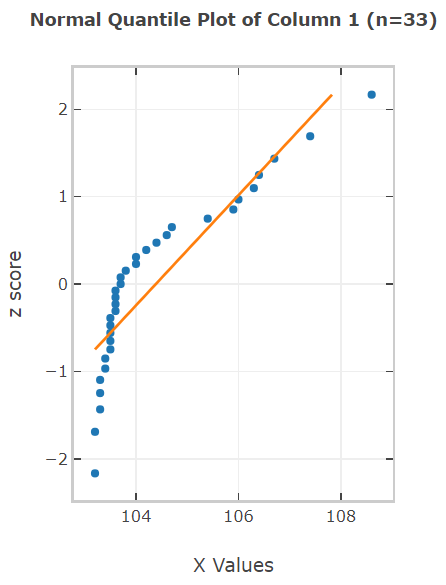 Normal Quantile Plot of Column 1 (n=33)
2
1
0
−1
−2
z score
104 106 108
X Values